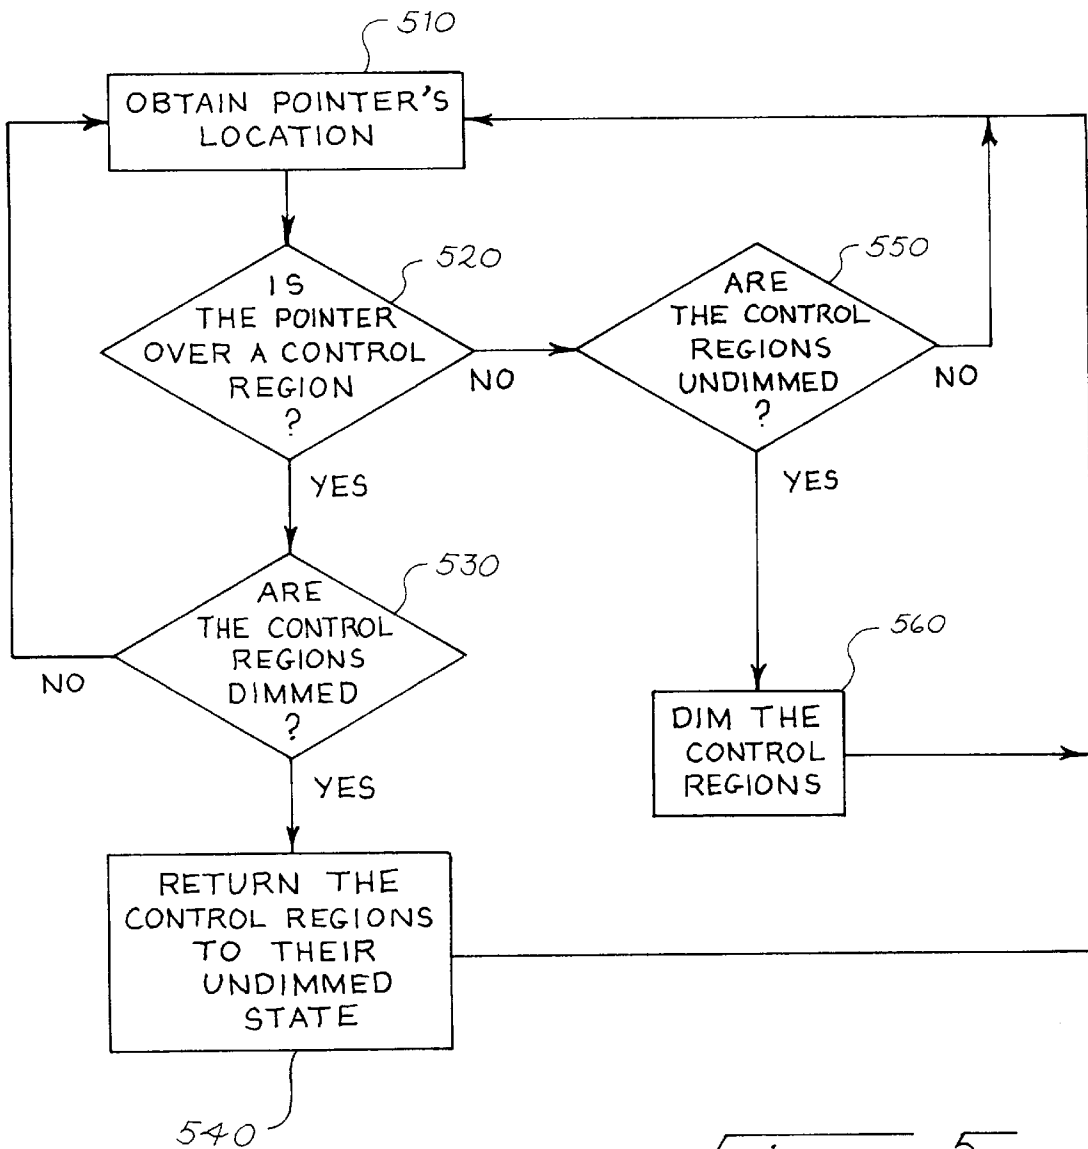 510
OBTAIN POINTER'S
LOCATION
520
IS
THE POINTER
OVER A CONTROL
REGION
?
NO
YES
550
ARE
THE CONTROL
REGIONS
UNDIMMED
?
NO
YES
530
ARE
THE CONTROL
REGIONS
DIMMED
?
NO
YES
560
DIM THE
CONTROL
REGIONS
RETURN THE
CONTROL REGIONS
TO THEIR
UNDIMMED
STATE
540